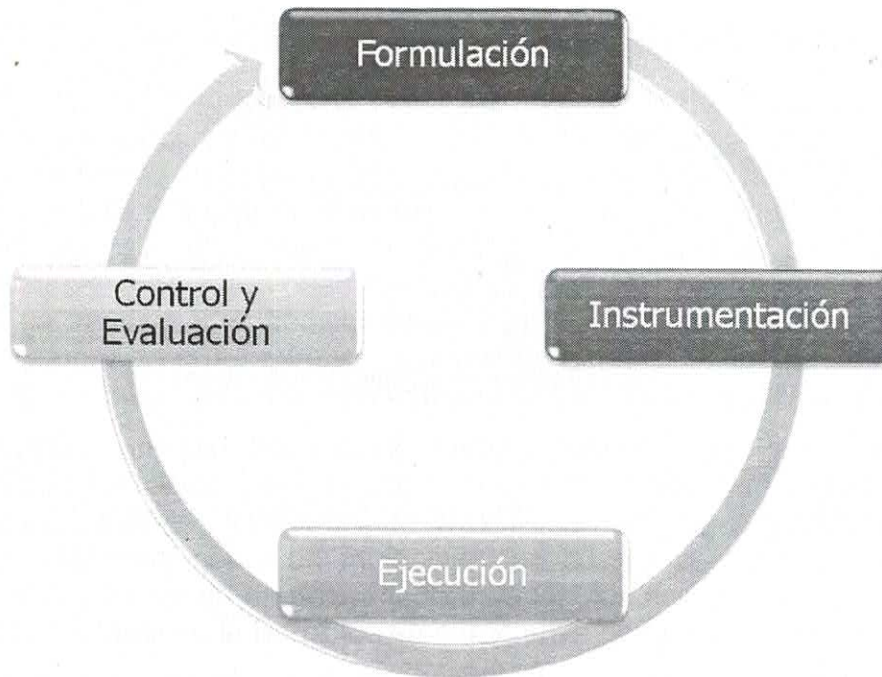 Formulación
Instrumentación
Ejecución
Control y
Evaluación